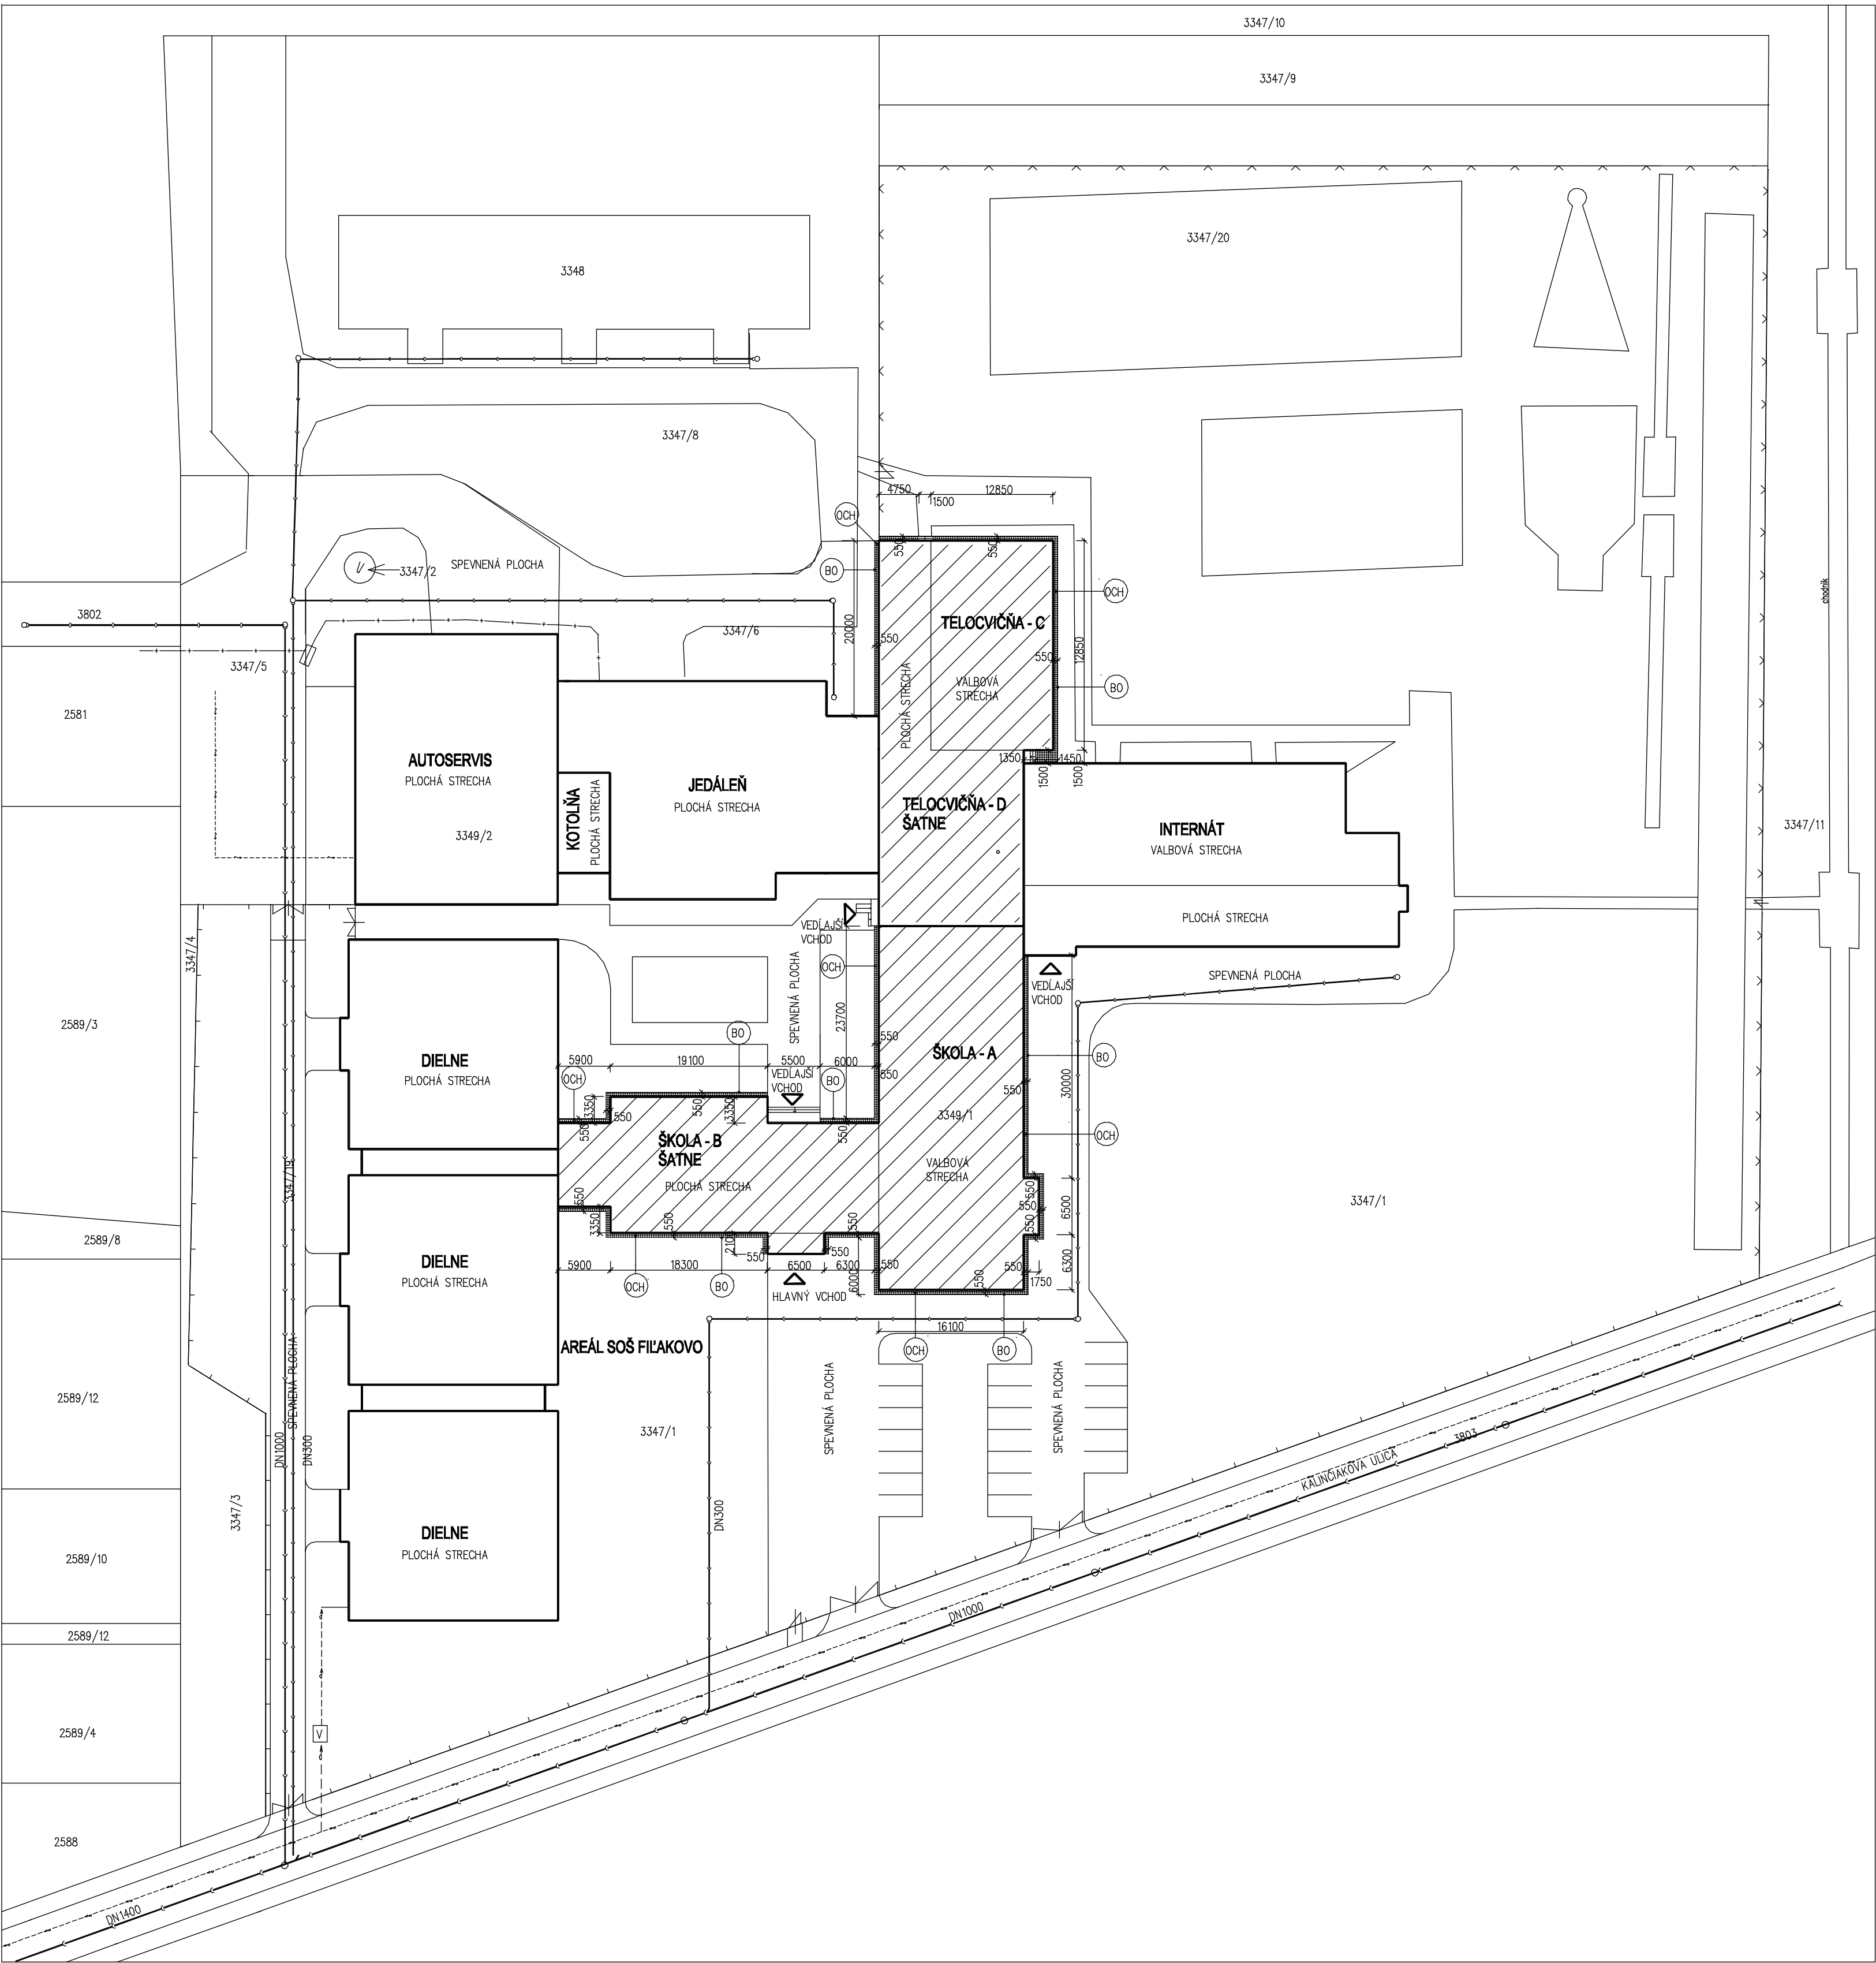 3347/10
3347/9
3347/20
3348
3347/8
4750
1500
12850
OCH
550
550
SPEVNENÁ PLOCHA
3347/2
BO
OCH
chodník
3802
20000
TELOCVIČŇA - C
3347/6
550
550
12850
3347/5
PLOCHÁ STRECHA
VALBOVÁ
STRECHA
BO
2581
AUTOSERVIS
PLOCHÁ STRECHA
1350
1450
1500
1500
JEDÁLEŇ
PLOCHÁ STRECHA
KOTOLŇA
PLOCHÁ STRECHA
TELOCVIČŇA - D
ŠATNE
3349/2
INTERNÁT
VALBOVÁ STRECHA
3347/11
PLOCHÁ STRECHA
VEDĽAJŠÍ
VCHOD
3347/4
OCH
SPEVNENÁ PLOCHA
SPEVNENÁ PLOCHA
VEDĽAJŠÍ
VCHOD
23700
2589/3
BO
550
ŠKOLA - A
BO
DIELNE
PLOCHÁ STRECHA
5900
19100
5500
6000
550
OCH
VEDĽAJŠÍ
VCHOD
BO
550
30000
3350
550
550
3350
3349/1
550
550
OCH
ŠKOLA - B
ŠATNE
PLOCHÁ STRECHA
VALBOVÁ
STRECHA
3347/19
550
550
550
6500
3347/1
550
3350
550
2100
550
550
2589/8
DIELNE
PLOCHÁ STRECHA
550
550
6300
5900
18300
6500
6300
550
550
1750
OCH
BO
6000
550
HLAVNÝ VCHOD
16100
AREÁL SOŠ FIĽAKOVO
OCH
BO
SPEVNENÁ PLOCHA
SPEVNENÁ PLOCHA
SPEVNENÁ PLOCHA
2589/12
3347/1
DN1000
DN300
3803
KALINČIAKOVA ULICA
3347/3
DN300
DIELNE
PLOCHÁ STRECHA
2589/10
DN1000
2589/12
2589/4
V
2588
DN1400